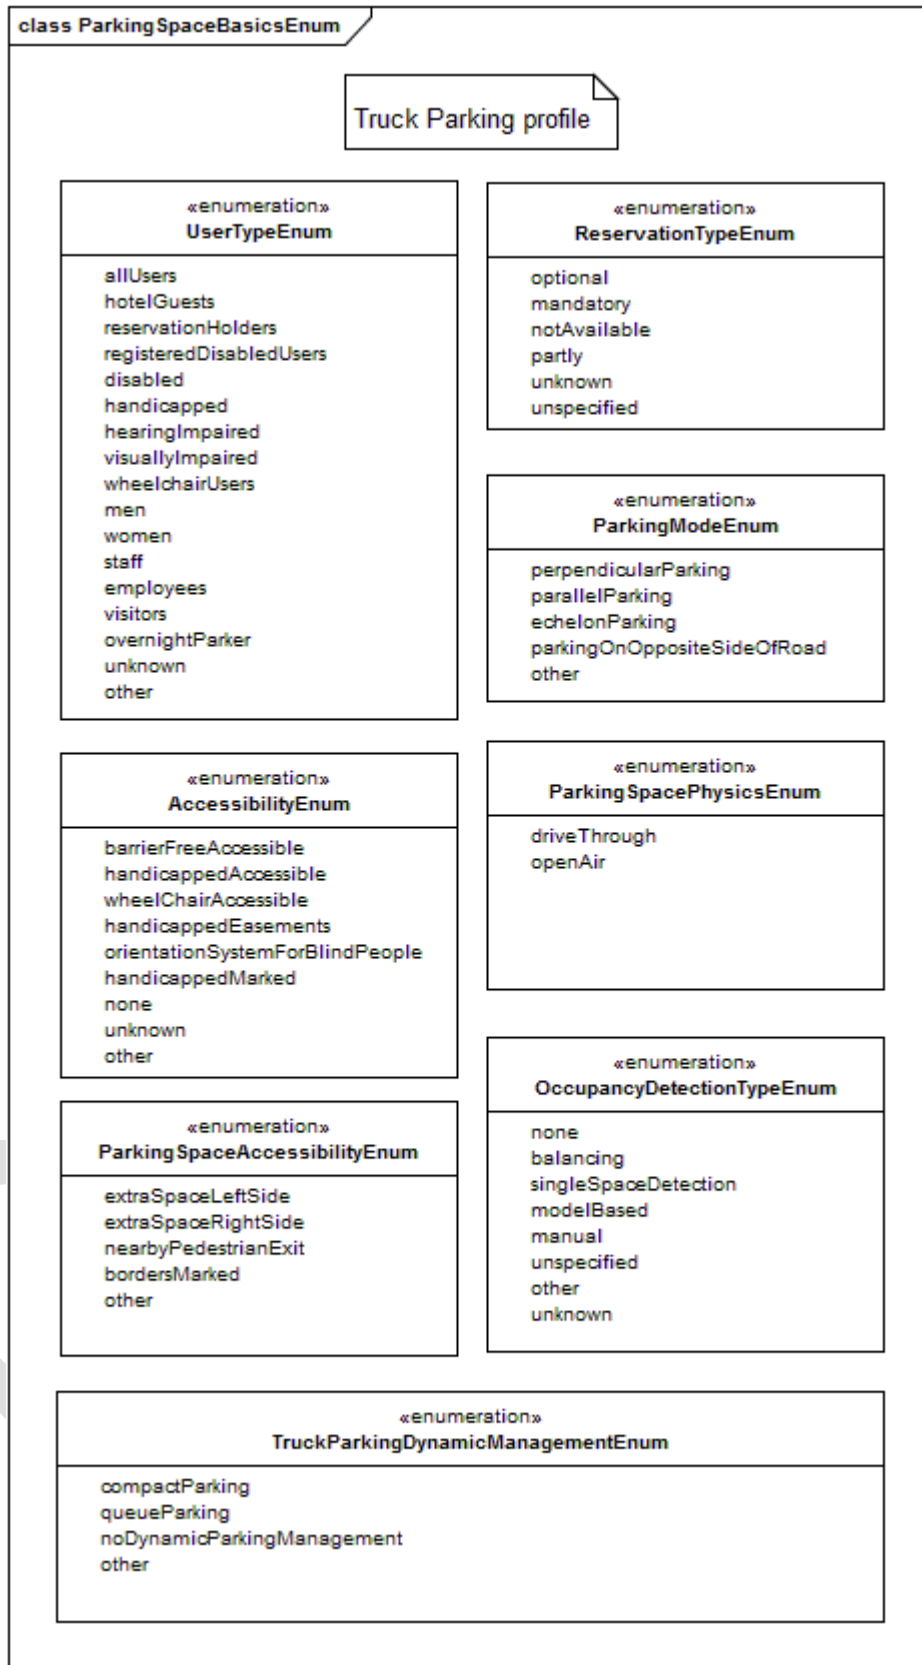 class ParkingSpaceBasicsEnum
Truck Parking profile
«enumeration»
UserTypeEnum
allUsers
hotelGuests
reservationHolders
registeredDisabledUsers
disabled
handicapped
hearingImpaired
visuallyImpaired
wheelchairUsers
men
women
staff
employees
visitors
overnightParker
unknown
other
«enumeration»
ReservationTypeEnum
optional
mandatory
notAvailable
partly
unknown
unspecified
«enumeration»
ParkingModeEnum
perpendicularParking
parallelParking
echelonParking
parkingOnOppositeSideOfRoad
other
«enumeration»
AccessibilityEnum
barrierFreeAccessible
handicappedAccessible
wheelChairAccessible
handicappedEasements
orientationSystemForBlindPeople
handicappedMarked
none
unknown
other
«enumeration»
ParkingSpacePhysicsEnum
driveThrough
openAir
«enumeration»
ParkingSpaceAccessibilityEnum
extraSpaceLeftSide
extraSpaceRightSide
nearbyPedestrianExit
bordersMarked
other
«enumeration»
OccupancyDetectionTypeEnum
none
balancing
singleSpaceDetection
modelBased
manual
unspecified
other
unknown
«enumeration»
TruckParkingDynamicManagementEnum
compactParking
queueParking
noDynamicParkingManagement
other